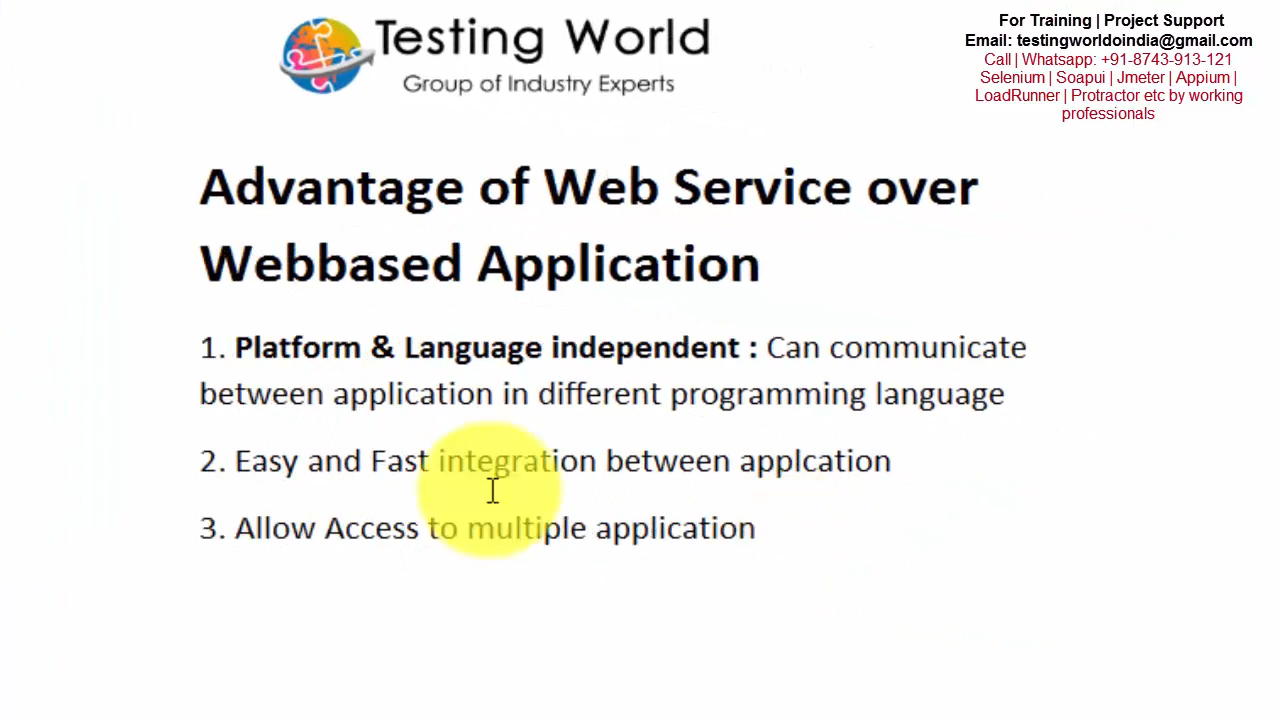 Testing World
Group of Industry Experts
For Training | Project Support
Email: testingworldoindia@gmail.com
Call | Whatsapp: +91-8743-913-121
Selenium | Soapui | Jmeter | Appium |
LoadRunner | Protractor etc by working
professionals
Advantage of Web Service over
Webbased Application
1. Platform & Language independent : Can communicate
between application in different programming language
2. Easy and Fast integration between applcation
3. Allow Access to multiple application